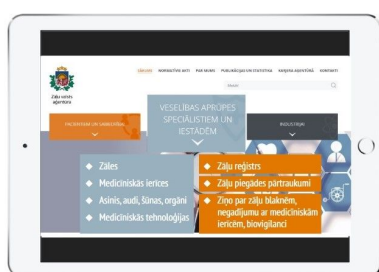 SĀKUMS NORMATĪVIE AKTI PAR MUMS PUBLIKĀCIJAS UN STATISTIKA KARJERA AĢENTŪRĀ KONTAKTI
Meklēt
Zāļu valsts
aģentūra
VESELĪBAS APRŪPES
SPECIĀLISTIEM UN
IESTĀDĒM
PACIENTIEM UN SABIEDRĪBAI
INDUSTRIJAI
Zāles
Medicīniskās ierīces
Asinis, audi, šūnas, orgāni
Medicīniskās tehnoloģijas
Zāļu reģistrs
Zāļu piegādes pārtraukumi
Ziņo par zāļu blaknēm,
negadījumu ar medicīniskām
ierīcēm, biovigilanci